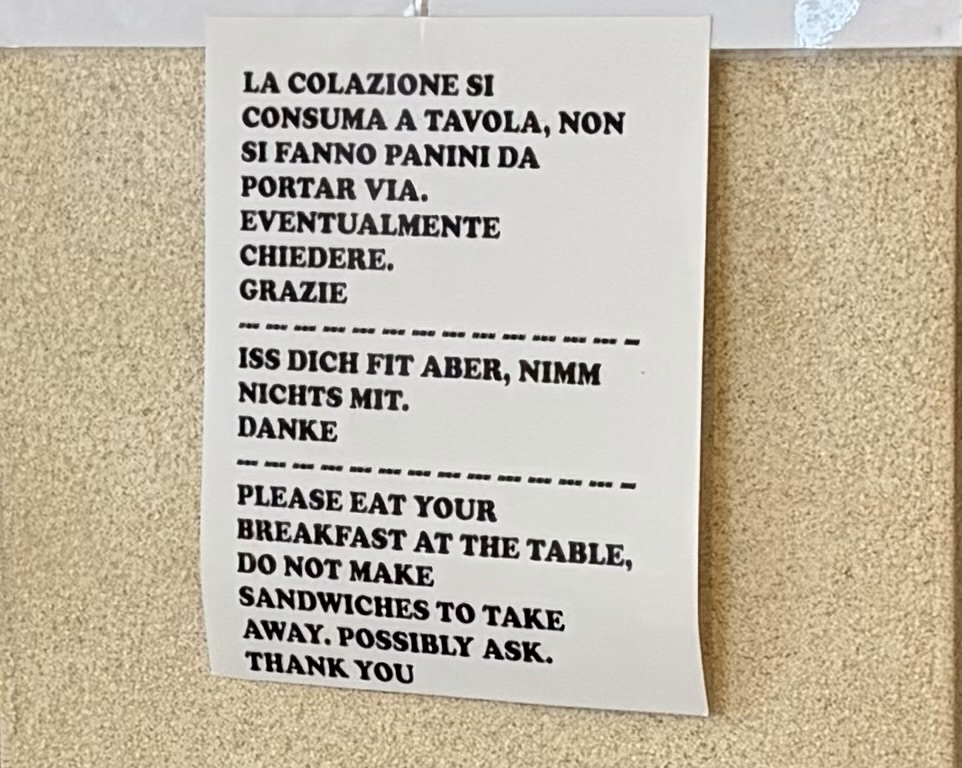 LA COLAZIONE SI
CONSUMA A TAVOLA, NON
SI FANNO PANINI DA
PORTAR VIA.
EVENTUALMENTE
CHIEDERE.
GRAZIE
ISS DICH FIT ABER, NIMM
NICHTS MIT.
DANKE
PLEASE EAT YOUR
BREAKFAST AT THE TABLE,
DO NOT MAKE
SANDWICHES TO TAKE
AWAY. POSSIBLY ASK.
THANK YOU